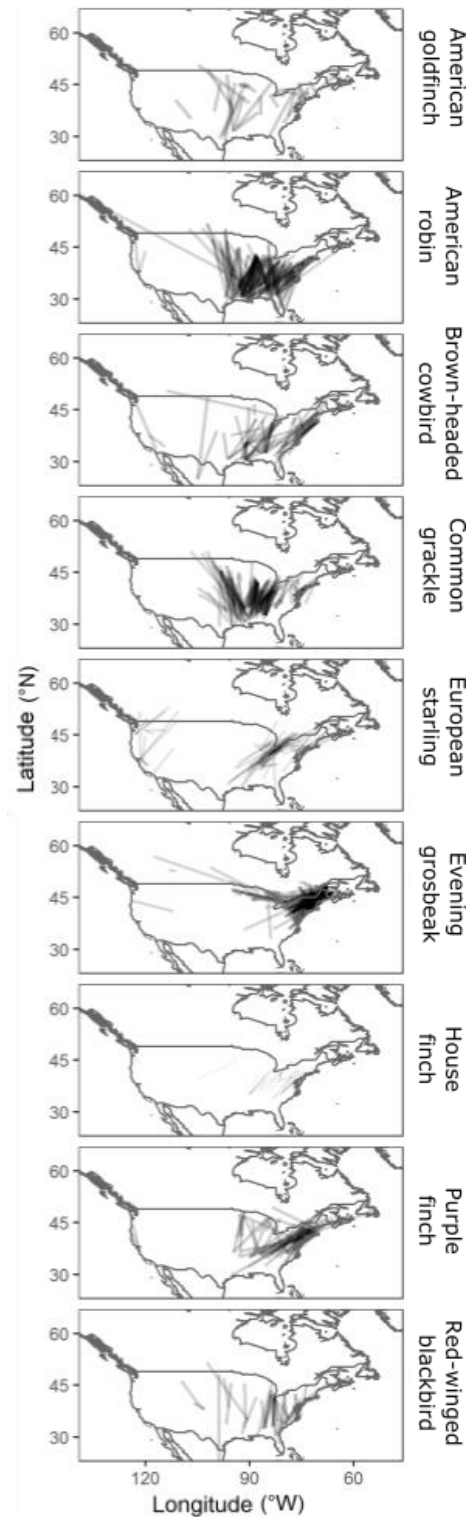 American
goldfinch
60
45
30
American
robin
60
45
30
Brown-headed
cowbird
60
45
30
Common
grackle
60
45
30
Latitude (°N)
European
starling
60
45
30
Evening
grosbeak
60
45
30
House
finch
60
45
30
Purple
finch
60
45
30
Red-winged
blackbird
60
45
30
120
90
60
Longitude (°W)